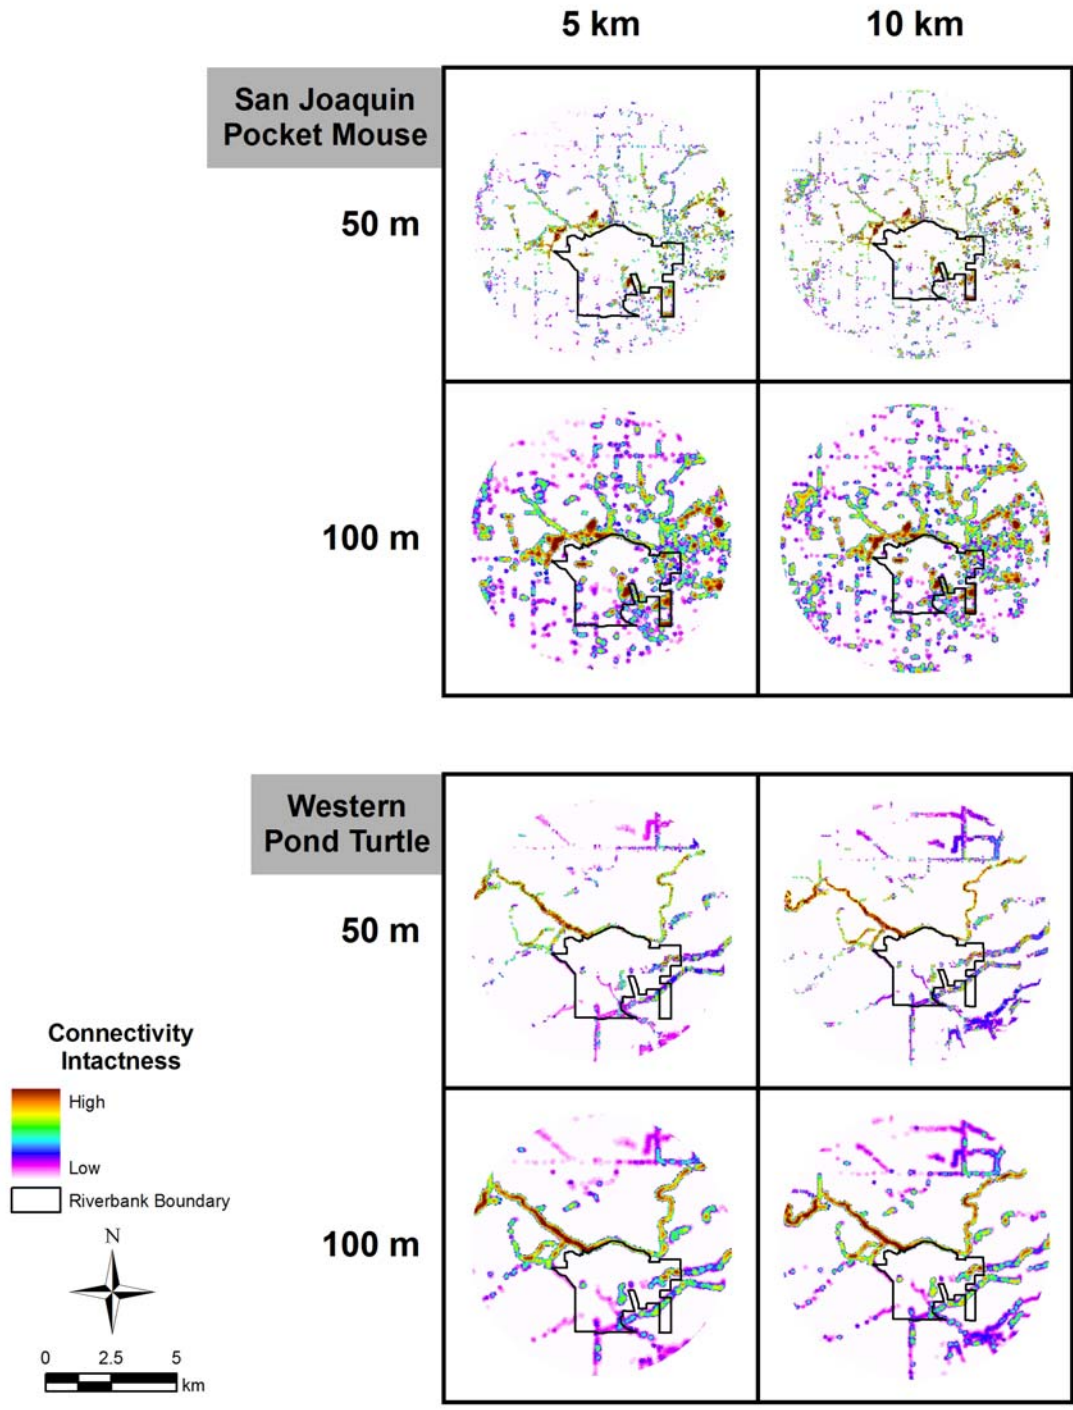 5 km
10 km
San Joaquin
Pocket Mouse
50 m
100 m
Western
Pond Turtle
50 m
100 m
Connectivity
Intactness
High
Low
Riverbank Boundary
N
0 2.5 5
km